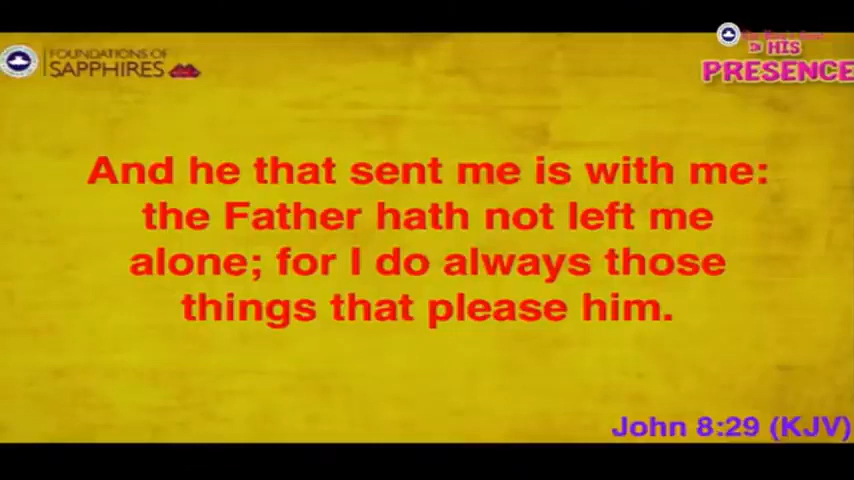 FOUNDATIONS OF
SAPPHIRES
HIS
PRESENCE
And he that sent me is with me:
the Father hath not left me
alone; for I do always those
things that please him.
John 8:29 (KJV)